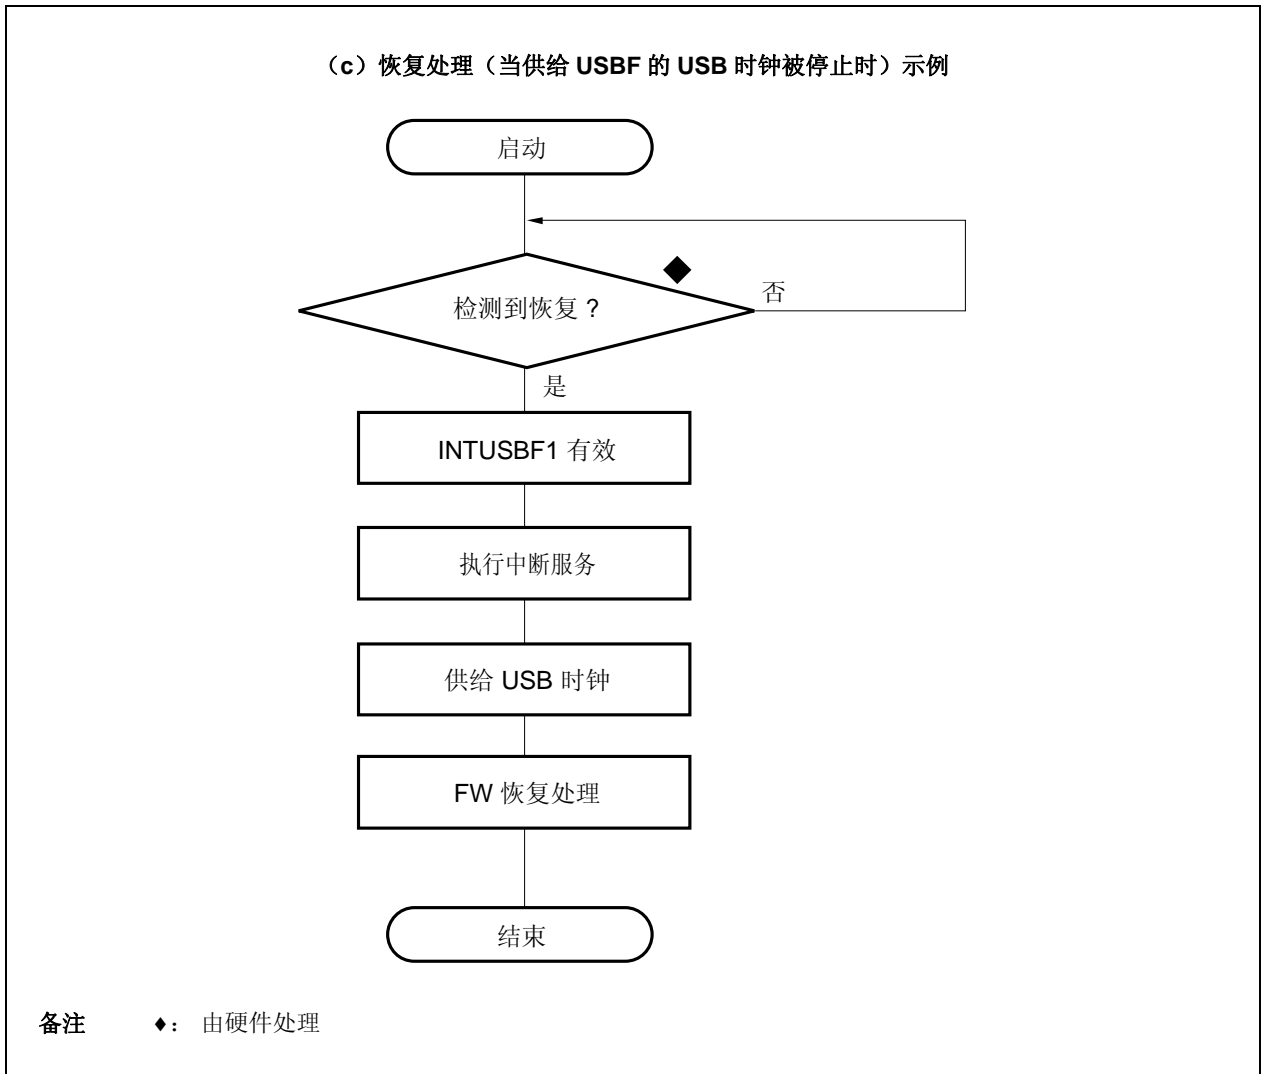 （c）恢复处理（当供给 USBF 的 USB 时钟被停止时）示例
启动
检测到恢复？
否
是
INTUSBF1 有效
执行中断服务
供给 USB 时钟
FW 恢复处理
结束
备注 ♦： 由硬件处理